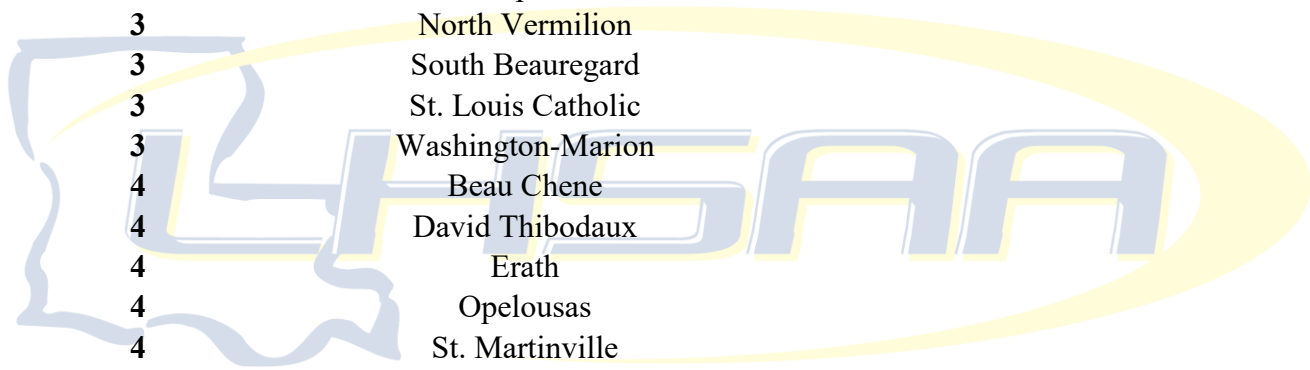 3 North Vermilion
3 South Beauregard
3 St. Louis Catholic
3 Washington-Marion
4 Beau Chene
4 David Thibodaux
4 Erath
4 Opelousas
4 St. Martinville
LHSAA